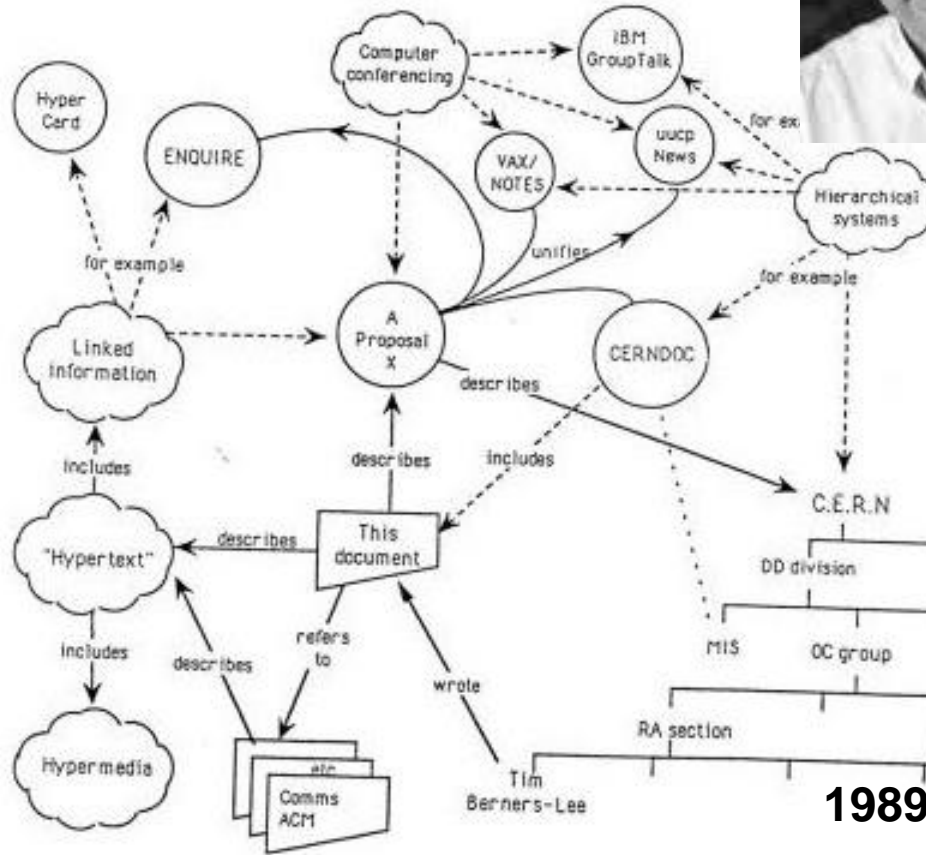 Computer
conferencing
IBM
GroupTalk
Hyper
Card
ENQUIRE
VAX/
NOTES
uucp
News
for exa
Hierarchical
systems
unifies
for example
for example
A
Proposal
X
CERNDOC
Linked
information
describes
includes
describes
includes
C.E.R.N
This
document
describes
"Hypertext"
DD division
refers
to
includes
describes
MIS
OC group
wrote
RA section
Hypermedia
etc
Comms
ACM
Tim
Berners-Lee
1989